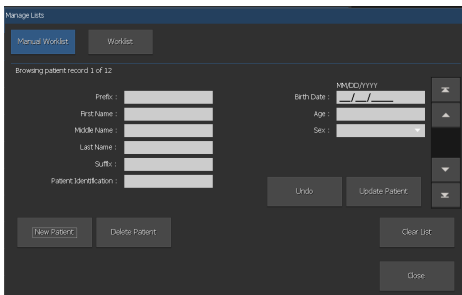 Manage Lists
Manual Worklist
Worklist
Browsing patient record 1 of 12
Prefix :
First Name :
Middle Name :
Last Name :
Suffix :
Patient Identification :
MM/DD/YYYY
Birth Date : __/__/____
Age :
Sex :
Undo
Update Patient
New Patient
Delete Patient
Clear List
Close